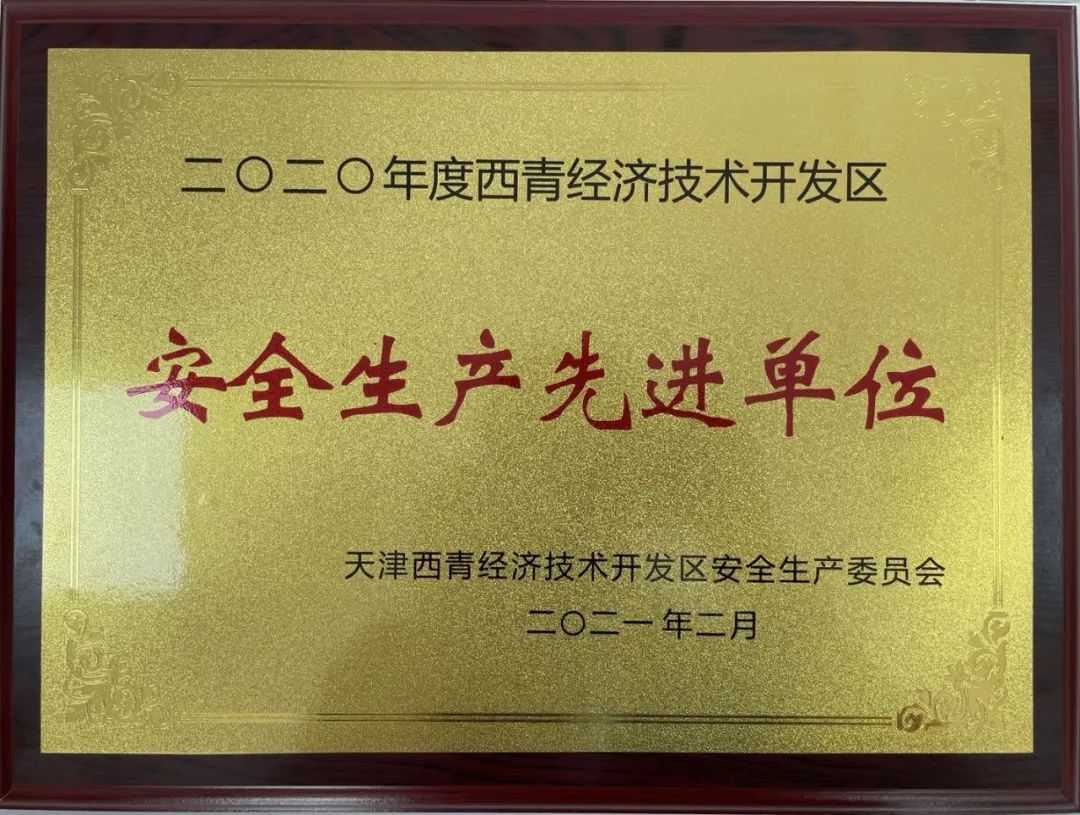 二〇二〇年度西青经济技术开发区
安全生产先进单位
天津西青经济技术开发区安全生产委员会
二〇二一年二月